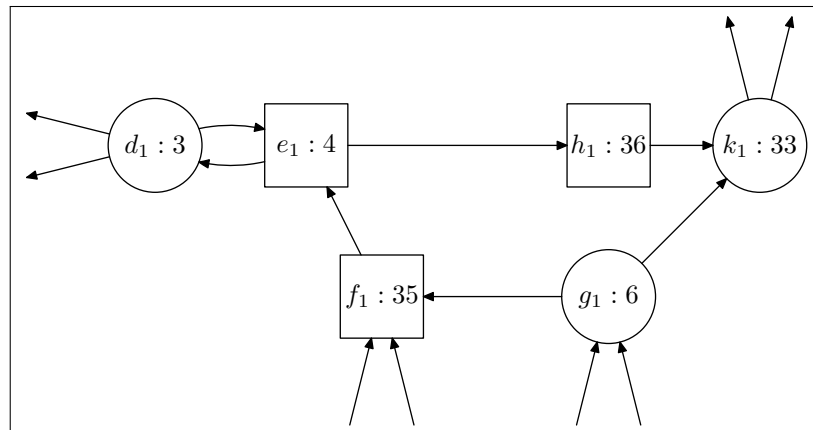 d₁ : 3
e₁ : 4
h₁ : 36
k₁ : 33
f₁ : 35
g₁ : 6